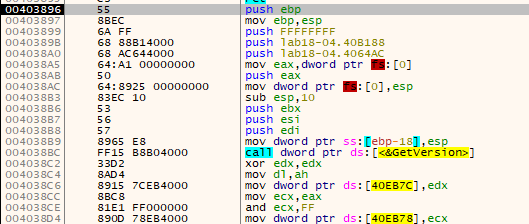 00403896 55 push ebp
00403897 8BEC mov ebp,esp
00403899 6A FF push FFFFFFFF
0040389B 68 88B14000 push lab18-04.40B188
004038A0 68 AC644000 push lab18-04.4064AC
004038A5 64:A1 00000000 mov eax,dword ptr fs:[0]
004038AB 50 push eax
004038AC 64:8925 00000000 mov dword ptr fs:[0],esp
004038B3 83EC 10 sub esp,10
004038B6 53 push ebx
004038B7 56 push esi
004038B8 57 push edi
004038B9 8965 E8 mov dword ptr ss:[ebp-18],esp
004038BC FF15 B8B04000 call dword ptr ds:[<&GetVersion>]
004038C2 33D2 xor edx,edx
004038C4 8AD4 mov dl,ah
004038C6 8915 7CEB4000 mov dword ptr ds:[40EB7C],edx
004038CC 8BC8 mov ecx,eax
004038CE 81E1 FF000000 and ecx,FF
004038D4 890D 78EB4000 mov dword ptr ds:[40EB78],ecx